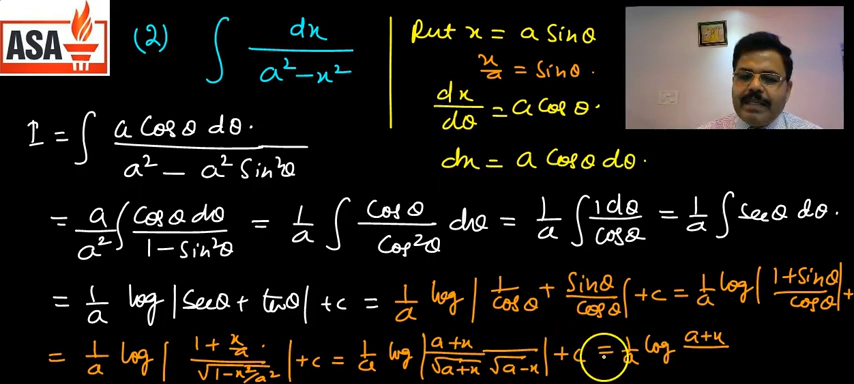 ASA
(2) ∫ dx / (a² − x²)
Put x = a Sinθ
x/a = Sinθ.
dx/dθ = a Cosθ.
dx = a Cosθ dθ.
I = ∫ a Cosθ dθ. / (a² − a² Sin²θ)
= a/a² ∫ Cosθ dθ / (1 − Sin²θ) = 1/a ∫ Cosθ / Cos²θ dθ = 1/a ∫ 1 dθ / Cosθ = 1/a ∫ Secθ dθ.
= 1/a log |Secθ + tanθ| + c = 1/a log | 1/Cosθ + Sinθ/Cosθ | + c = 1/a log | (1 + Sinθ) / Cosθ | +
= 1/a log | (1 + x/a) / √(1 − x²/a²) | + c = 1/a log | (a+x) / (√(a+x) √(a−x)) | + c = 1/a log (a+x) /